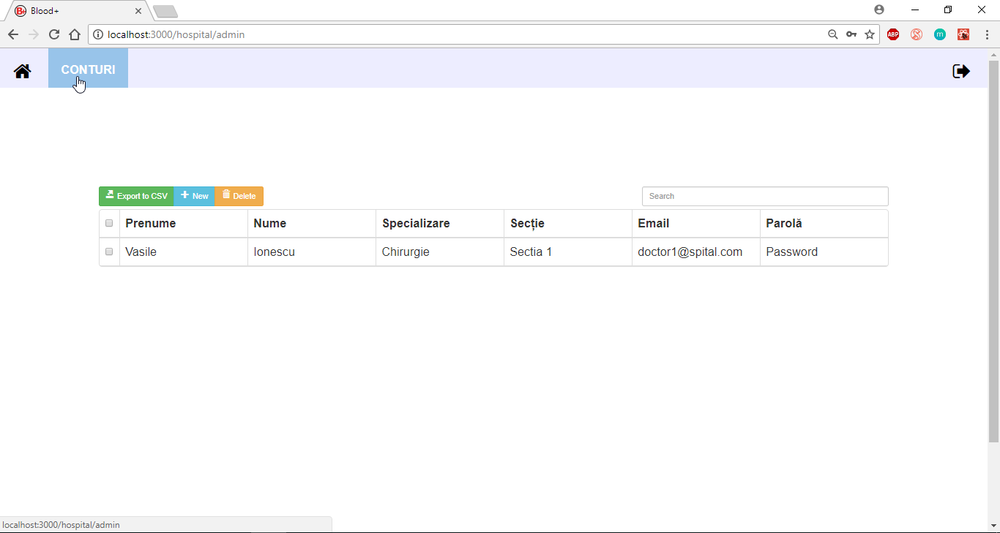 Blood+
localhost:3000/hospital/admin
ABP
m
CONTURI
Export to CSV New Delete Search
Prenume Nume Specializare Secție Email Parolă
Vasile Ionescu Chirurgie Sectia 1 doctor1@spital.com Password
localhost:3000/hospital/admin